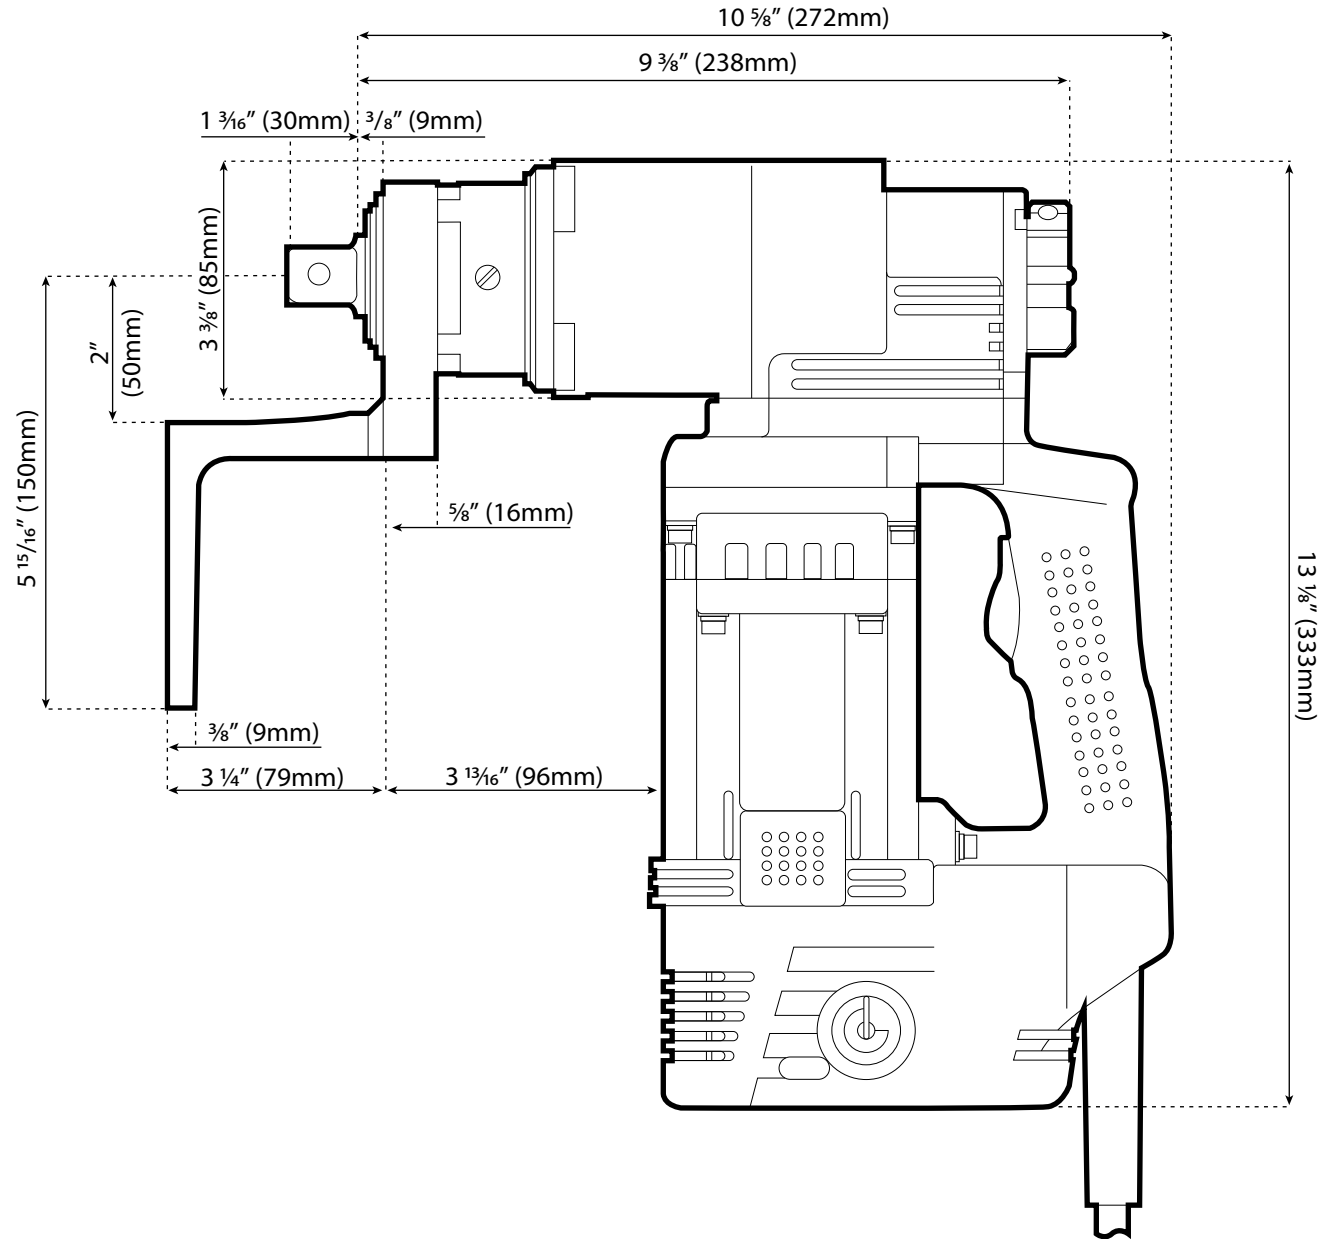 10 ⅝” (272mm)
9 ⅜” (238mm)
1 3⁄16” (30mm)
3/8” (9mm)
3 ⅜” (85mm)
2”
(50mm)
5 15/16” (150mm)
⅝” (16mm)
13 ⅛” (333mm)
⅜” (9mm)
3 ¼” (79mm)
3 13⁄16” (96mm)